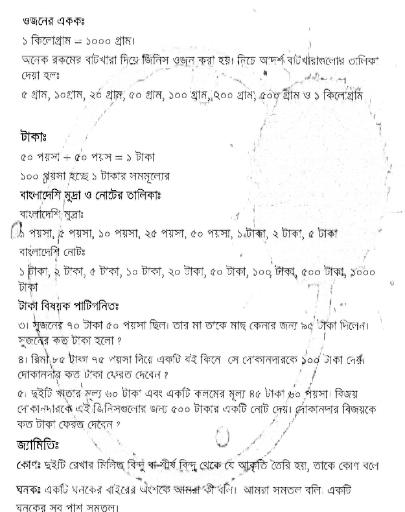 ওজনের এককঃ
১ কিলোগ্রাম = ১০০০ গ্রাম।
অনেক রকমের বাটখারা দিয়ে জিনিস ওজন করা হয়। নিচে আদর্শ বাটখারাগুলোর তালিকা
দেয়া হলঃ
৫ গ্রাম, ১০গ্রাম, ২০ গ্রাম, ৫০ গ্রাম, ১০০ গ্রাম, ২০০ গ্রাম, ৫০০ গ্রাম ও ১ কিলোগ্রাম
টাকাঃ
৫০ পয়সা + ৫০ পয়সা = ১ টাকা
১০০ পয়সা হচ্ছে ১ টাকার সমমূল্যের
বাংলাদেশি মুদ্রা ও নোটের তালিকাঃ
বাংলাদেশি মুদ্রাঃ
১ পয়সা, ৫ পয়সা, ১০ পয়সা, ২৫ পয়সা, ৫০ পয়সা, ১ টাকা, ২ টাকা, ৫ টাকা
বাংলাদেশি নোটঃ
১ টাকা, ২ টাকা, ৫ টাকা, ১০ টাকা, ২০ টাকা, ৫০ টাকা, ১০০ টাকা, ৫০০ টাকা, ১০০০
টাকা
টাকা বিষয়ক পাটিগনিতঃ
৩। সুজনের ৭০ টাকা ৫০ পয়সা ছিল। তার মা তাকে মাছ কেনার জন্য ৯৫ টাকা দিলেন।
সুজনের কত টাকা হলো ?
৪। রিমা ৮৫ টাকা ৭৫ পয়সা দিয়ে একটি বই কিনে সে দোকানদারকে ১০০ টাকা দেয়।
দোকানদার কত টাকা ফেরত দেবেন ?
৫। দুইটি খাতার মূল্য ৬০ টাকা এবং একটি কলমের মূল্য ৪৫ টাকা ৬০ পয়সা। বিজয়
দোকানদারকে এই জিনিসগুলোর জন্য ৫০০ টাকার একটি নোট দেয়। দোকানদার বিজয়কে
কত টাকা ফেরত দেবেন ?
জ্যামিতিঃ
কোণঃ দুইটি রেখার মিলিত বিন্দু বা শীর্ষ বিন্দু থেকে যে আকৃতি তৈরি হয়, তাকে কোণ বলে
ঘনকঃ একটি ঘনকের বাইরের অংশকে আমরা কী বলি। আমরা সমতল বলি। একটি
ঘনকের সব পাশ সমতল।